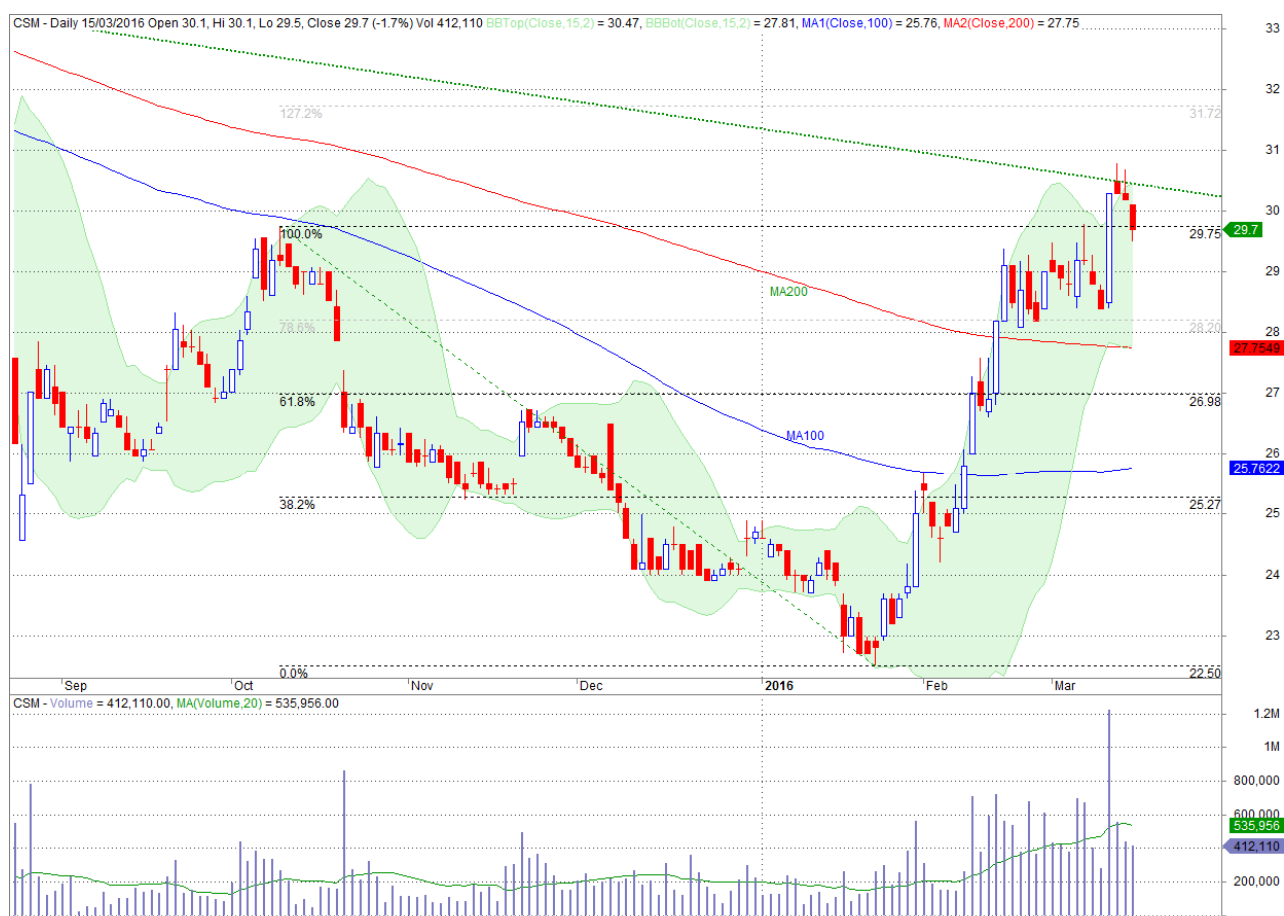 CSM - Daily 15/03/2016 Open 30.1, Hi 30.1, Lo 29.5, Close 29.7 (-1.7%) Vol 412,110 BBTop(Close,15,2) = 30.47, BBBot(Close,15,2) = 27.81, MA1(Close,100) = 25.76, MA2(Close,200) = 27.75
33
32
127.2%
31.72
31
30
100.0%
29.75
29.7
29
MA200
78.6%
28.20
28
27.7549
27
61.8%
26.98
MA100
26
25.7622
38.2%
25.27
25
24
23
0.0%
22.50
Sep
Oct
Nov
Dec
2016
Feb
Mar
CSM - Volume = 412,110.00, MA(Volume,20) = 535,956.00
1.2M
1M
800,000
600,000
535,956
412,110
200,000